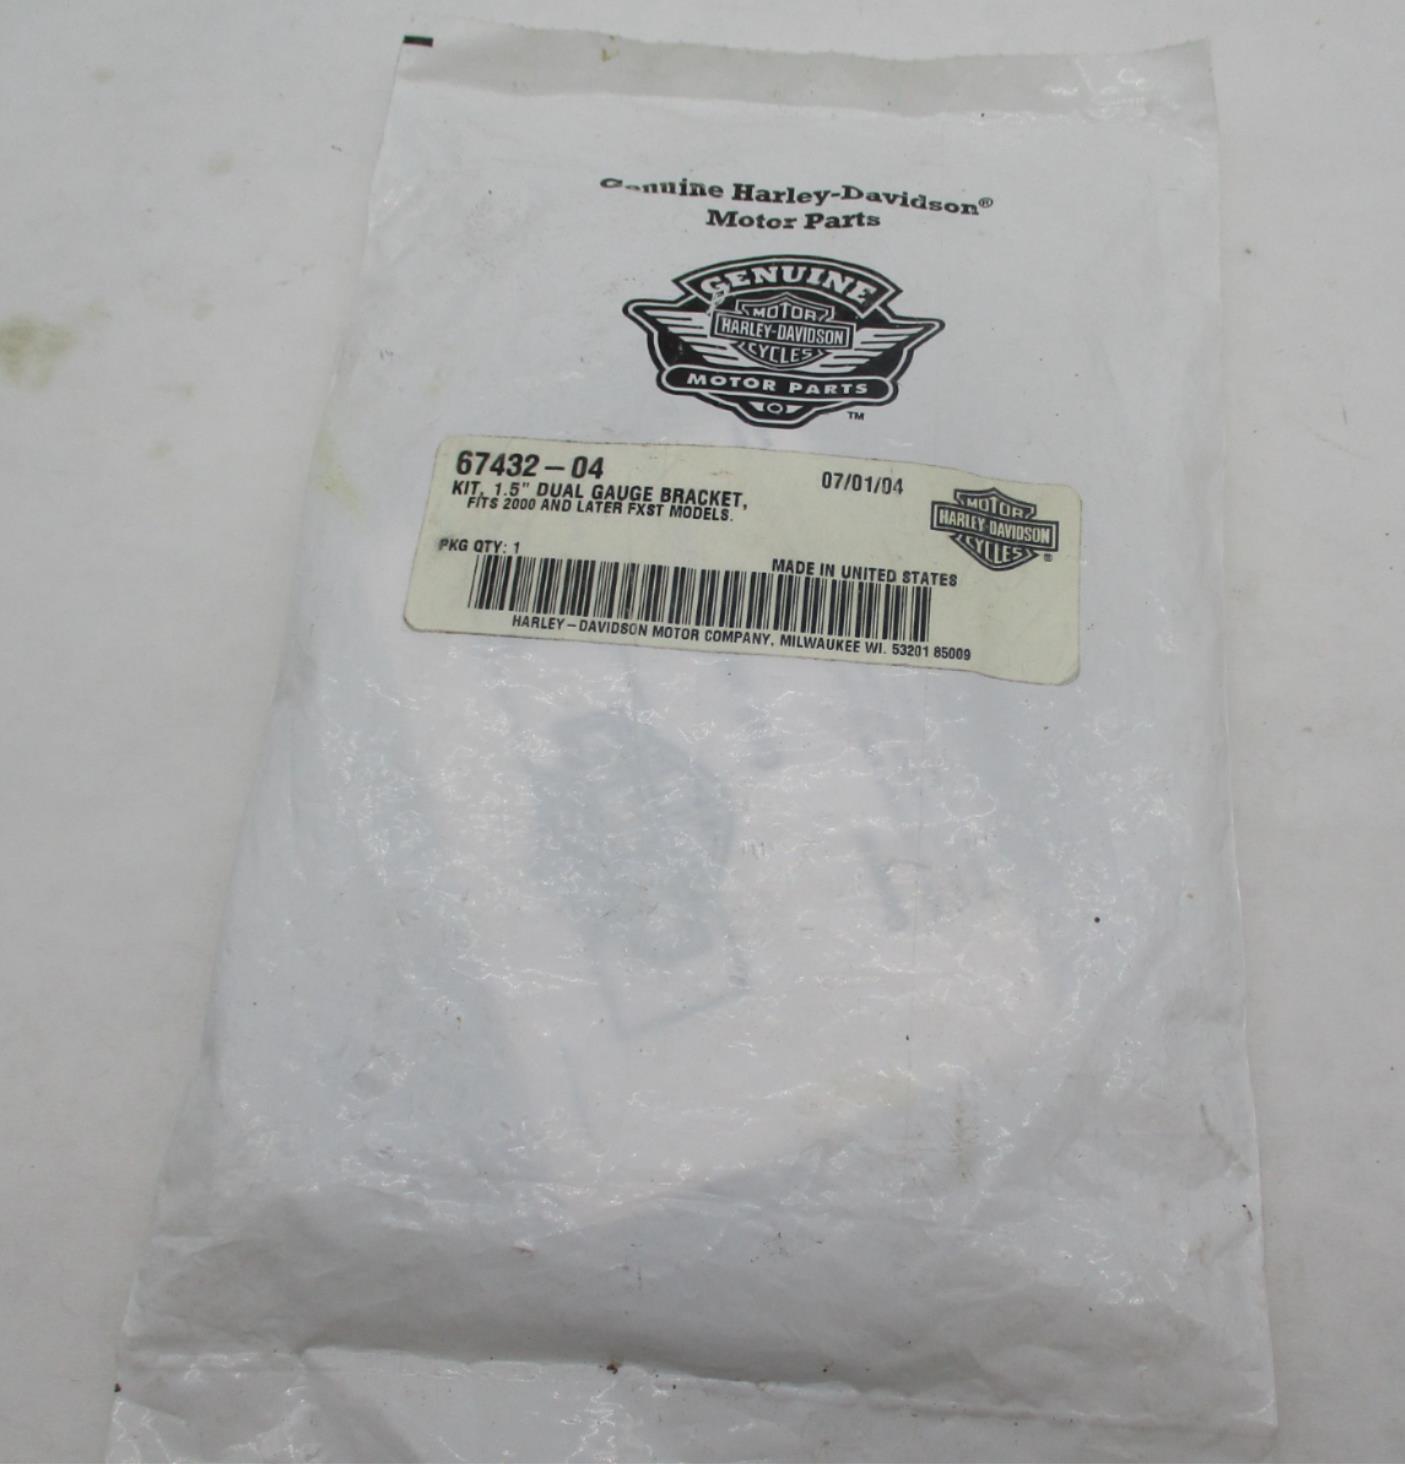 Genuine Harley-Davidson®
Motor Parts
GENUINE
MOTOR
HARLEY-DAVIDSON
CYCLES
MOTOR PARTS
TM
67432-04
07/01/04
KIT, 1.5" DUAL GAUGE BRACKET,
FITS 2000 AND LATER FXST MODELS.
MOTOR
HARLEY-DAVIDSON
CYCLES
®
PKG QTY: 1
MADE IN UNITED STATES
HARLEY-DAVIDSON MOTOR COMPANY, MILWAUKEE WI. 53201 85009